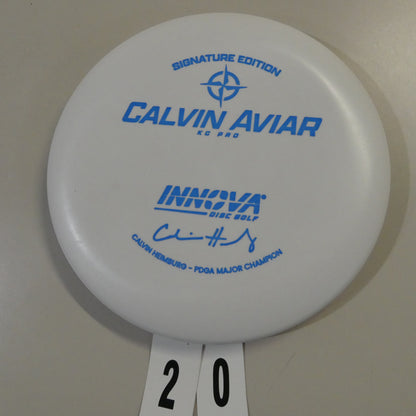 SIGNATURE EDITION
CALVIN AVIAR
KC PRO
INNOVA®
DISC GOLF
CALVIN HEIMBURG - PDGA MAJOR CHAMPION
2 0